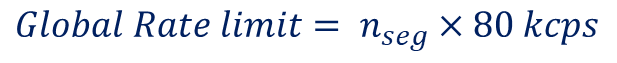 Global Rate limit = n_seg × 80 kcps